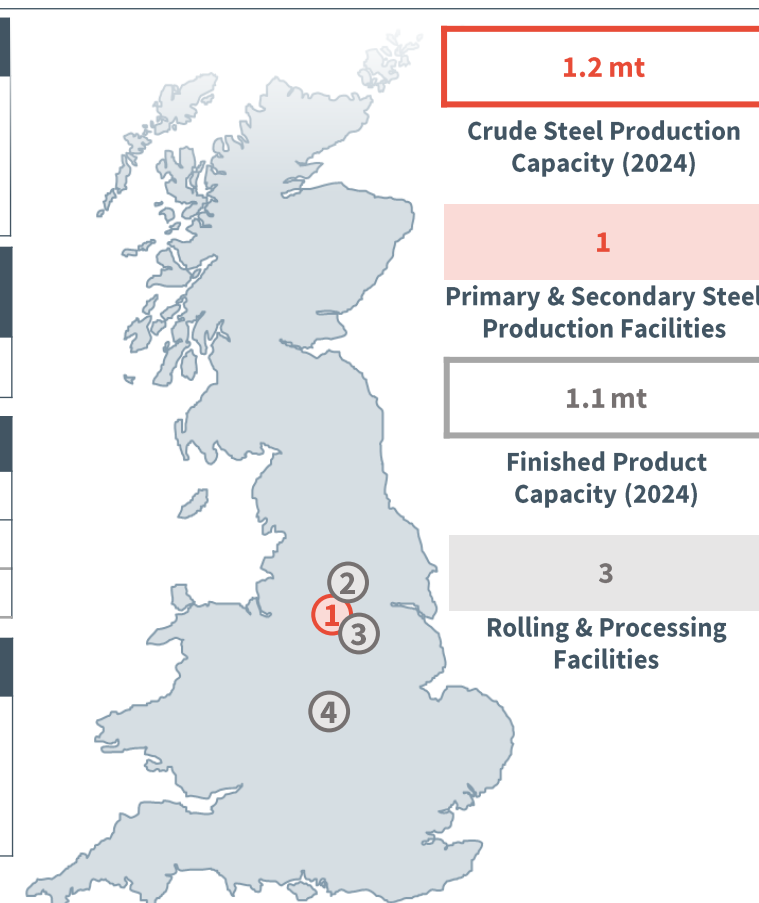 1.2 mt
Crude Steel Production
Capacity (2024)
1
Primary & Secondary Steel
Production Facilities
1.1 mt
Finished Product
Capacity (2024)
3
Rolling & Processing
Facilities
2
1
3
4